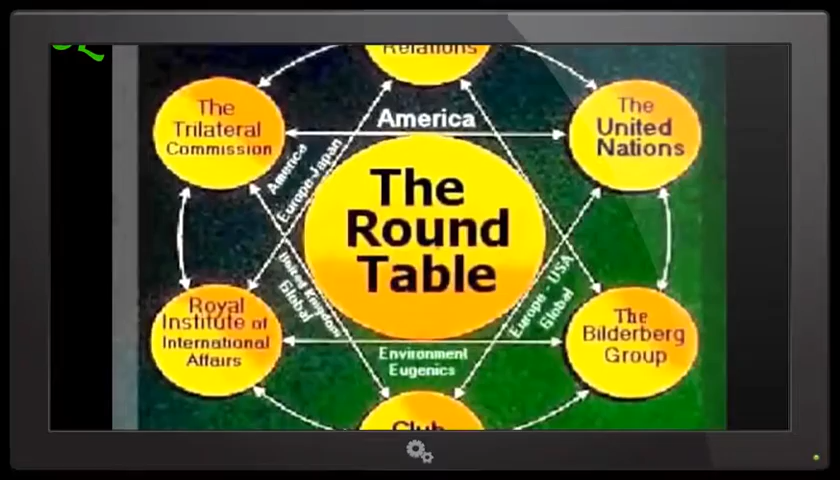 Relations
The
Trilateral
Commission
America
The
United
Nations
America
Europe-Japan
The
Round
Table
United Kingdom
Global
Europe - USA
Global
Royal
Institute of
International
Affairs
The
Bilderberg
Group
Environment
Eugenics
Club